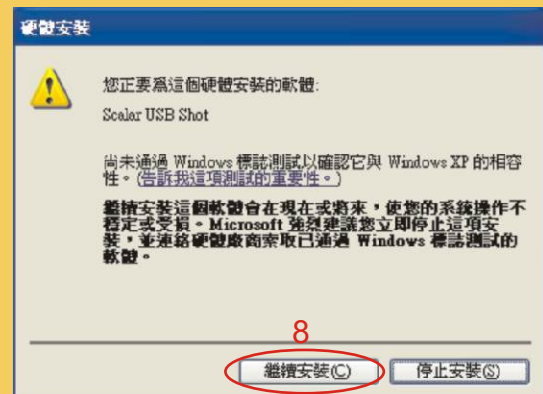 硬體安裝
您正要為這個硬體安裝的軟體:
Scalar USB Shot
尚未通過 Windows 標誌測試以確認它與 Windows XP 的相容
性。(告訴我這項測試的重要性。)
繼續安裝這個軟體會在現在或將來，使您的系統操作不
穩定或受損。Microsoft 強烈建議您立即停止這項安
裝，並連絡硬體廠商索取已通過 Windows 標誌測試的
軟體。
8
繼續安裝(C) 停止安裝(S)